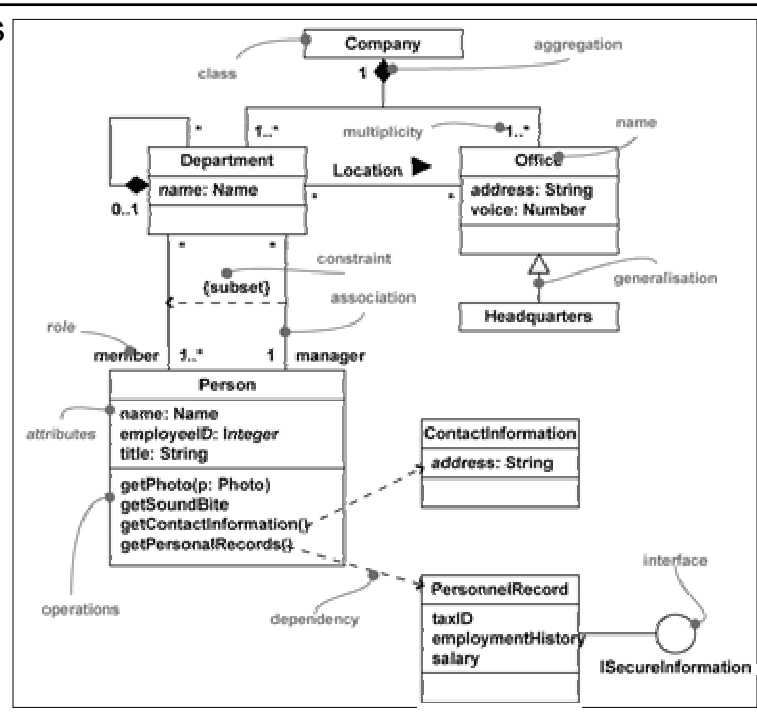 s
Company
aggregation
class
1
multiplicity
name
*
1..*
1..*
Department
Office
Location
name: Name
address: String
voice: Number
0..1
*
*
*
*
constraint
{subset}
generalisation
association
Headquarters
role
member
1..*
1
manager
Person
attributes
name: Name
employeeID: Integer
title: String
ContactInformation
address: String
getPhoto(p: Photo)
getSoundBite
getContactInformation()
getPersonalRecords()
operations
dependency
interface
PersonnelRecord
taxID
employmentHistory
salary
ISecureInformation